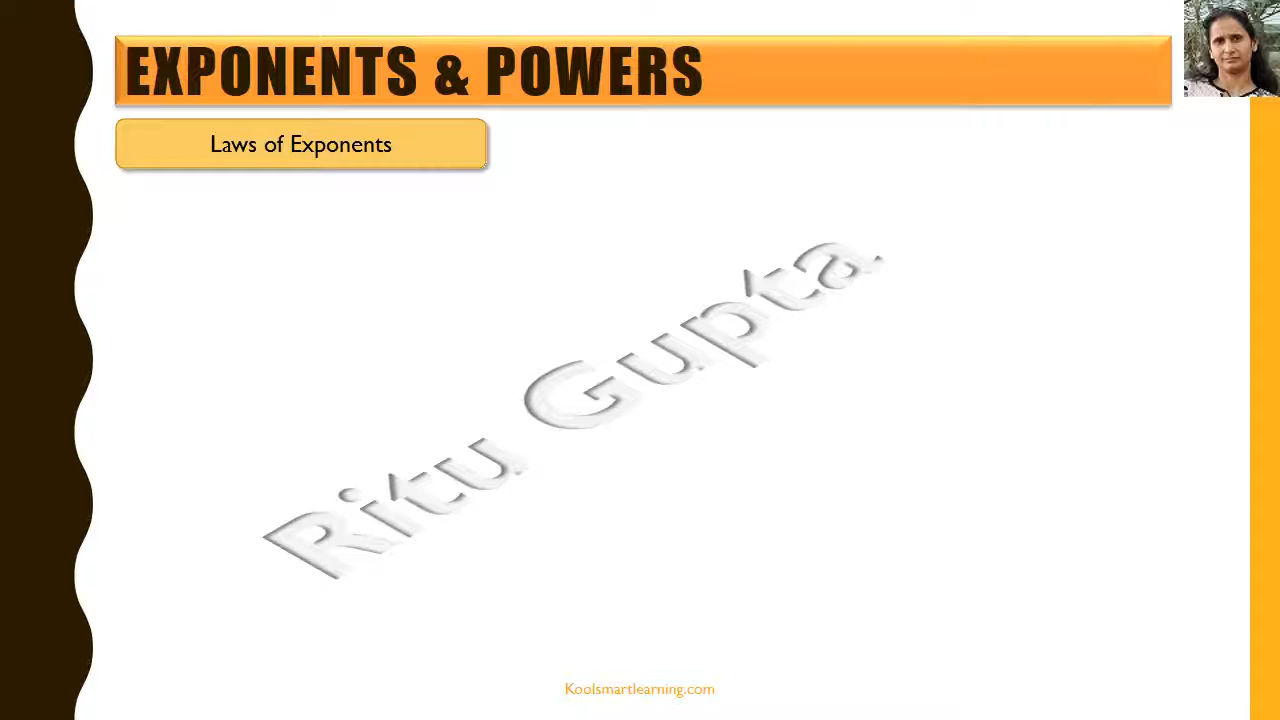 EXPONENTS & POWERS
Laws of Exponents
Ritu Gupta
Koolsmartlearning.com